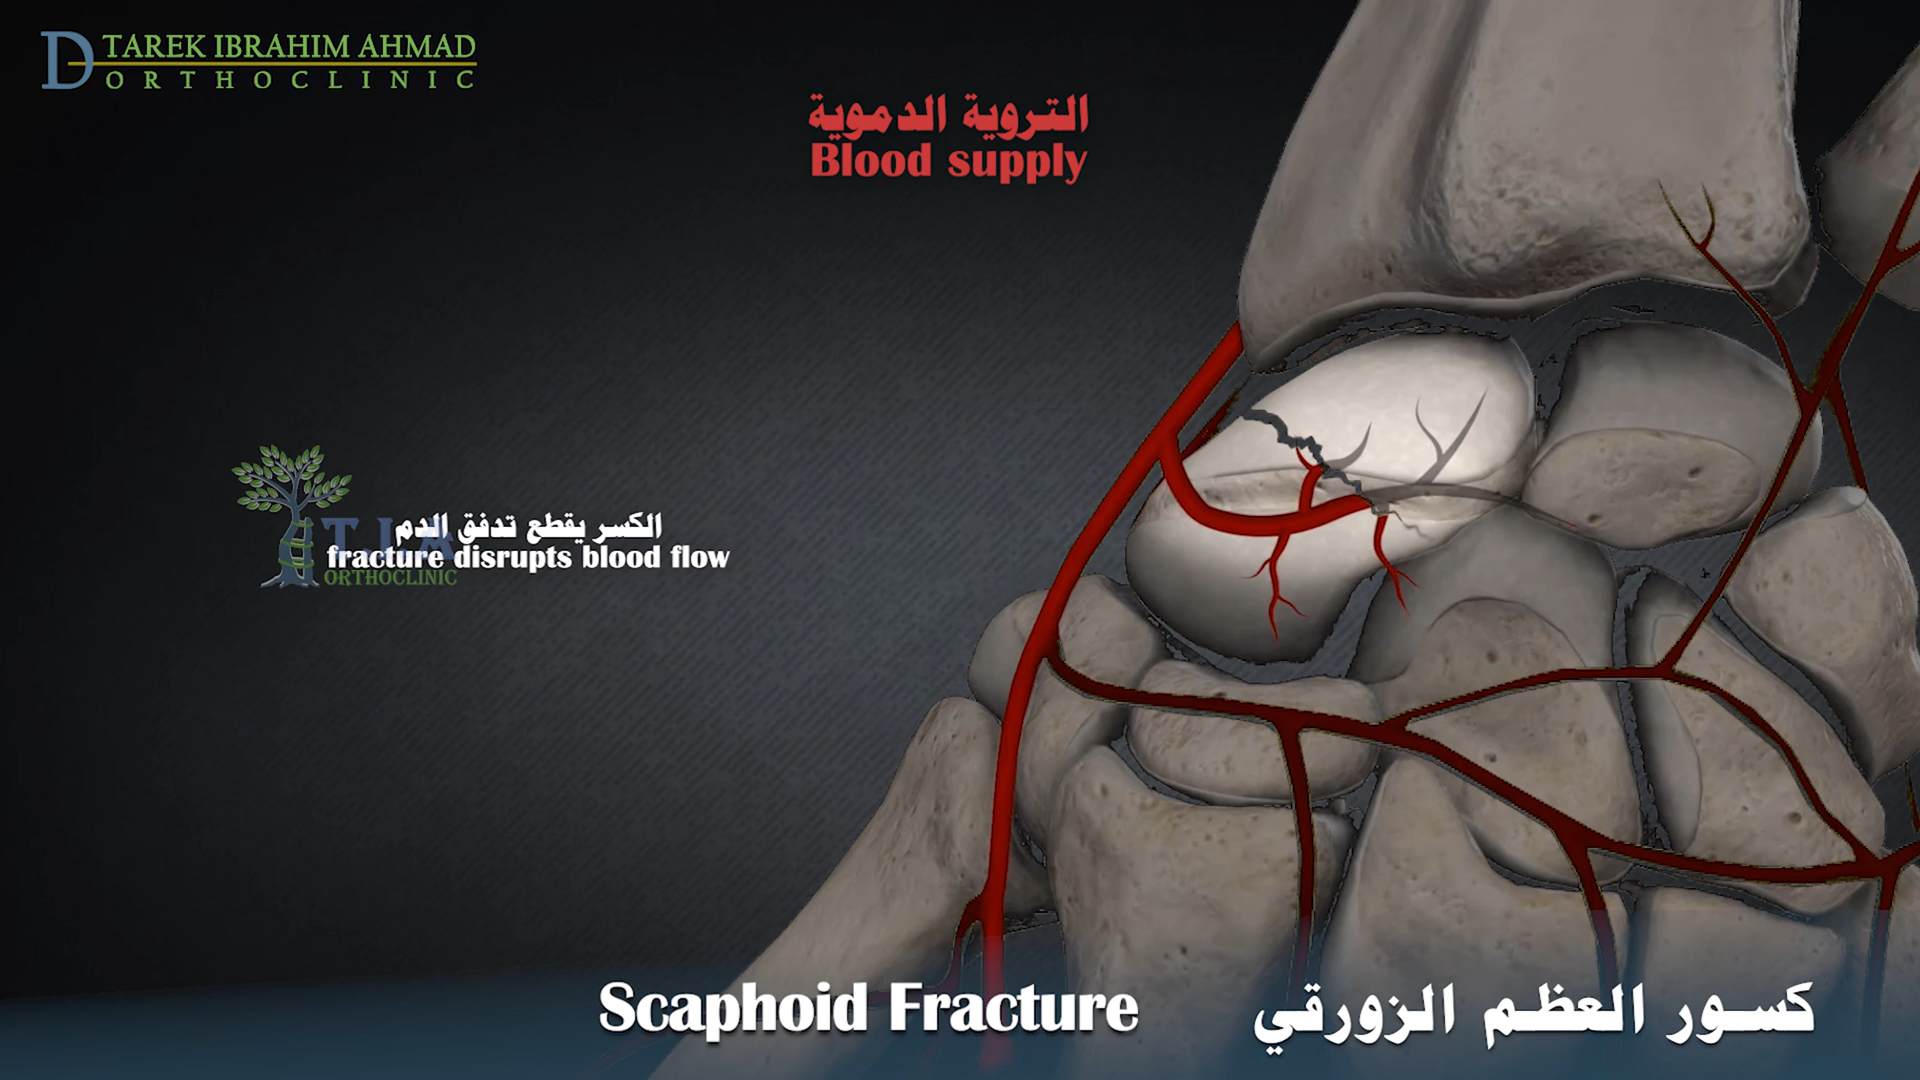 D TAREK IBRAHIM AHMAD
ORTHOCLINIC
التروية الدموية
Blood supply
T.I.A
الكسر يقطع تدفق الدم
fracture disrupts blood flow
ORTHOCLINIC
Scaphoid Fracture
كسور العظم الزورقي